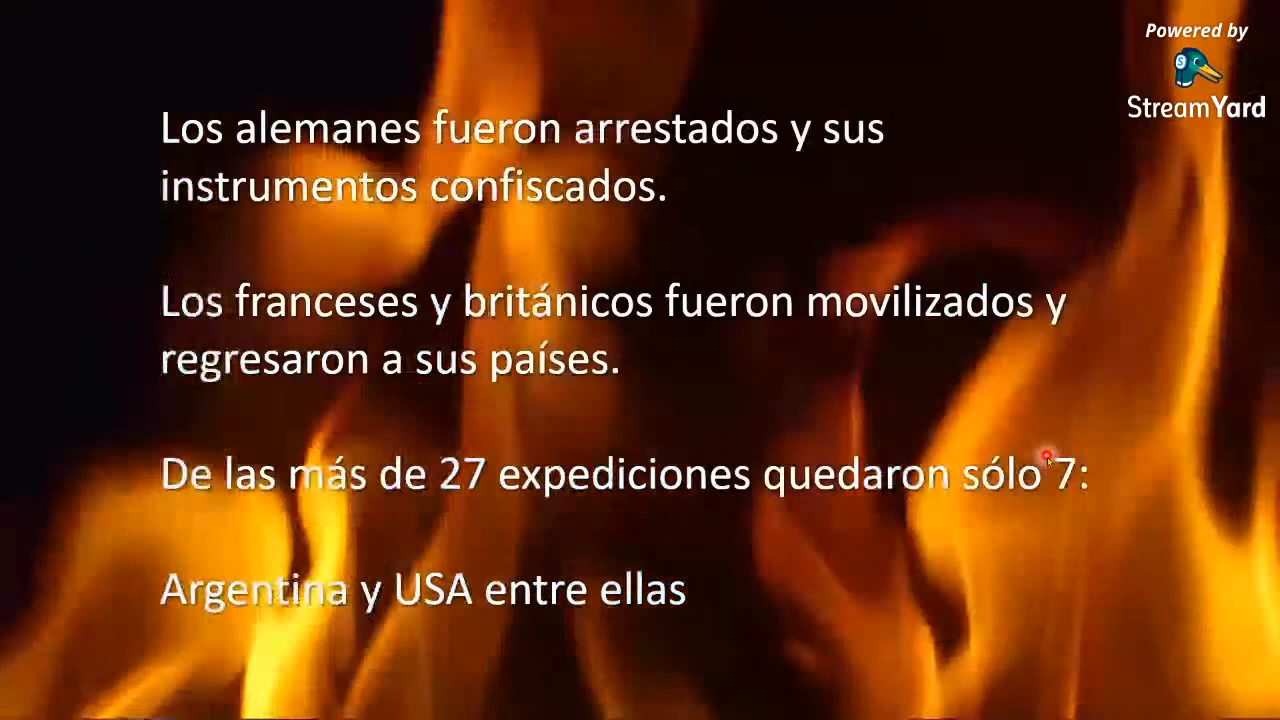 Powered by
StreamYard
Los alemanes fueron arrestados y sus
instrumentos confiscados.
Los franceses y británicos fueron movilizados y
regresaron a sus países.
De las más de 27 expediciones quedaron sólo 7:
Argentina y USA entre ellas